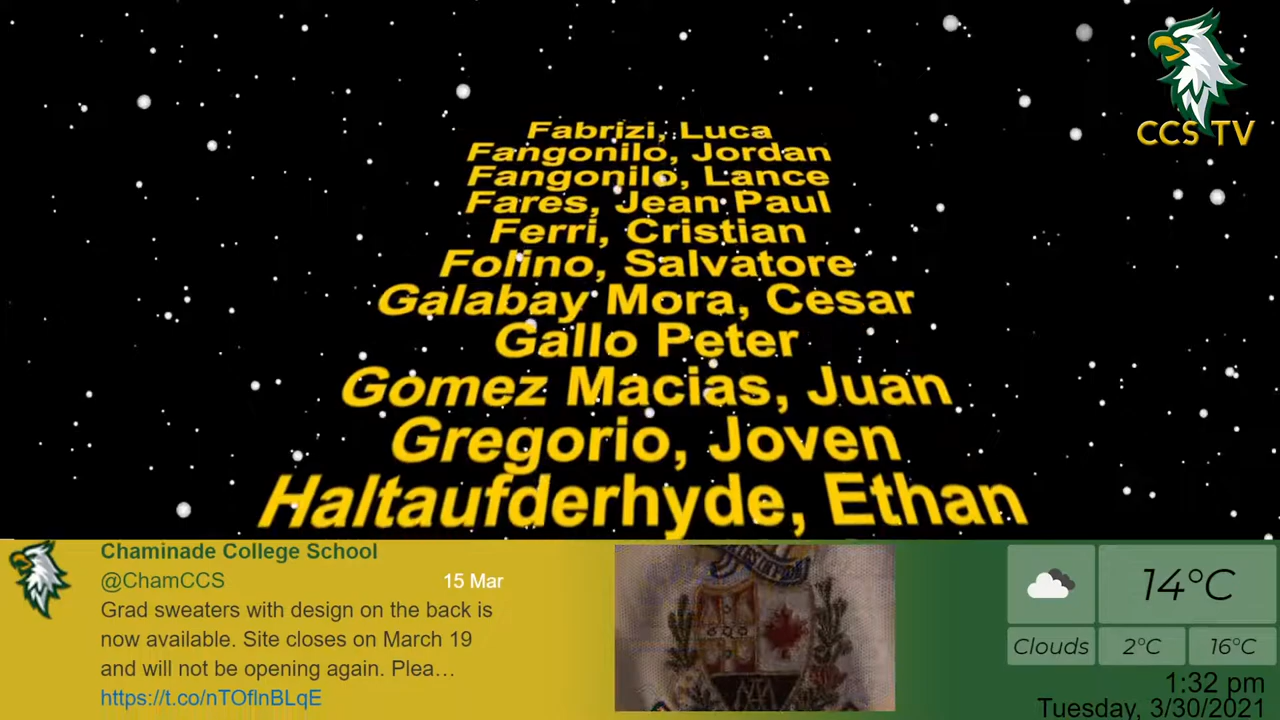 CCS TV
Fabrizi, Luca
Fangonilo, Jordan
Fangonilo, Lance
Fares, Jean Paul
Ferri, Cristian
Folino, Salvatore
Galabay Mora, Cesar
Gallo Peter
Gomez Macias, Juan
Gregorio, Joven
Haltaufderhyde, Ethan
Chaminade College School
@ChamCCS
15 Mar
Grad sweaters with design on the back is
now available. Site closes on March 19
and will not be opening again. Plea…
https://t.co/nTOflnBLqE
14°C
Clouds
2°C
16°C
1:32 pm
Tuesday, 3/30/2021